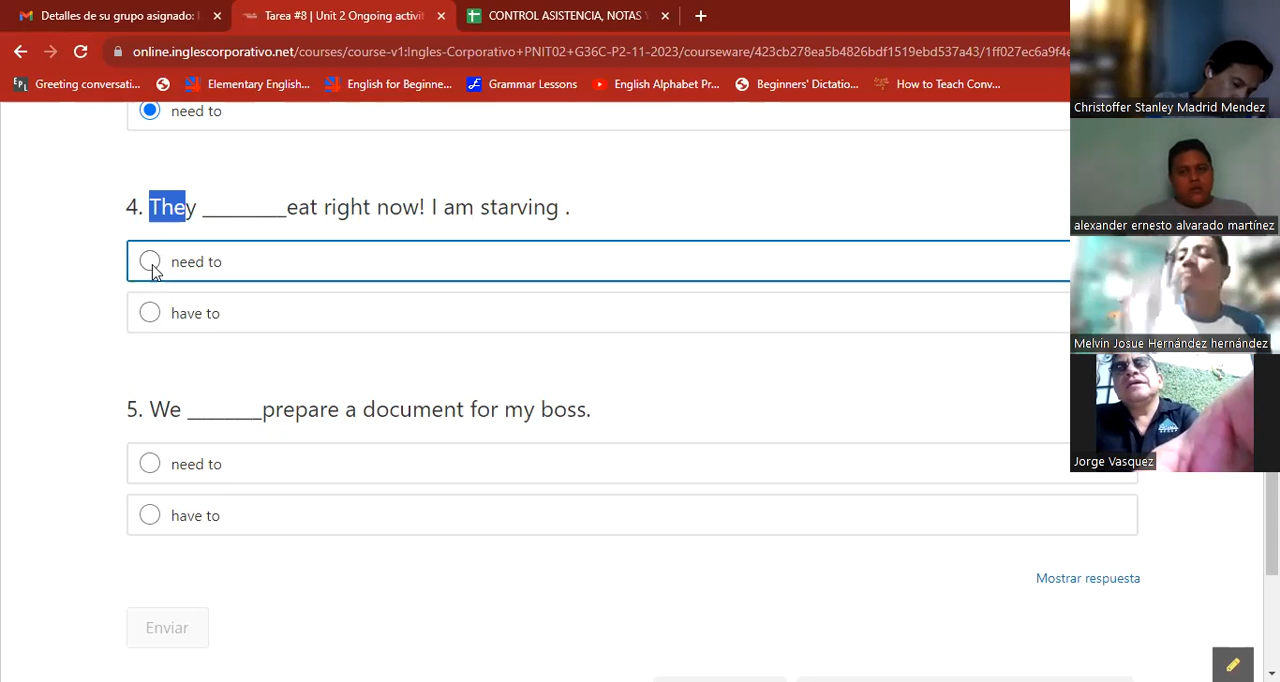 Detalles de su grupo asignado: I
Tarea #8 | Unit 2 Ongoing activit
CONTROL ASISTENCIA, NOTAS Y
online.inglescorporativo.net/courses/course-v1:Ingles-Corporativo+PNIT02+G36C-P2-11-2023/courseware/423cb278ea5b4826bdf1519ebd537a43/1ff027ec6a9f4e
Greeting conversati...
Elementary English...
English for Beginne...
Grammar Lessons
English Alphabet Pr...
Beginners' Dictatio...
How to Teach Conv...
need to
4. They ________eat right now! I am starving .
need to
have to
5. We _______prepare a document for my boss.
need to
have to
Mostrar respuesta
Enviar
Christoffer Stanley Madrid Mendez
alexander ernesto alvarado martínez
Melvin Josue Hernández hernández
Jorge Vasquez